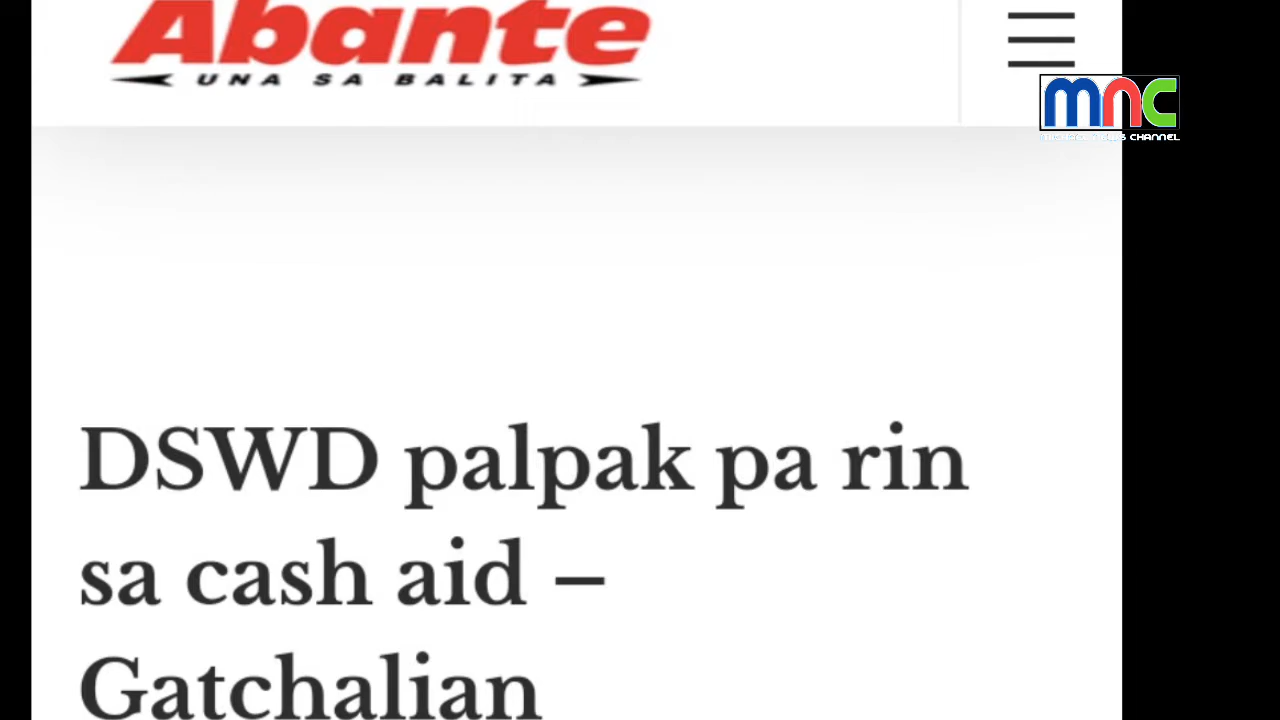 Abante
UNA SA BALITA
mnc
DSWD palpak pa rin
sa cash aid –
Gatchalian